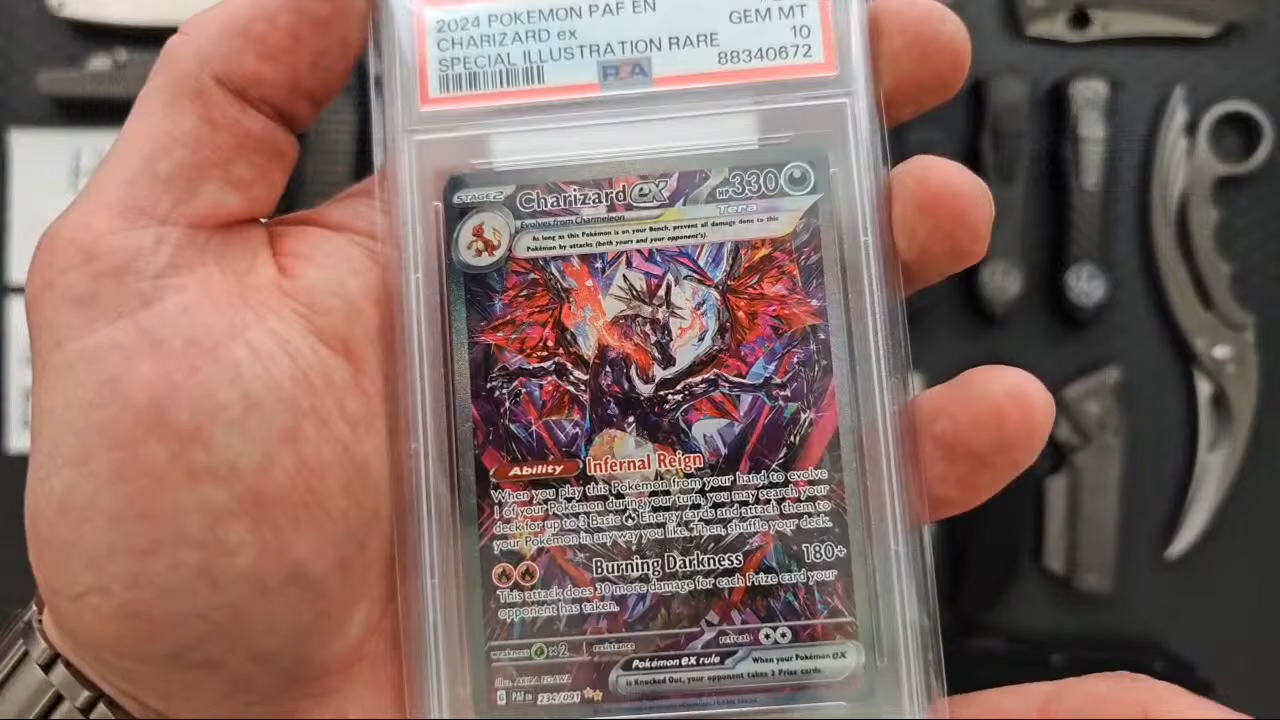 2024 POKEMON PAF EN
CHARIZARD ex
GEM MT
SPECIAL ILLUSTRATION RARE
10
PSA
88340672
STAGE2
Charizard ex
HP330
Evolves from Charmeleon
Tera
As long as this Pokémon is on your Bench, prevent all damage done to this
Pokémon by attacks (both yours and your opponent's).
Ability Infernal Reign
When you play this Pokémon from your hand to evolve
1 of your Pokémon during your turn, you may search your
deck for up to 3 Basic Energy cards and attach them to
your Pokémon in any way you like. Then, shuffle your deck.
Burning Darkness 180+
This attack does 30 more damage for each Prize card your
opponent has taken.
weakness ×2 resistance retreat
Pokémon ex rule When your Pokémon ex
is Knocked Out, your opponent takes 2 Prize cards.
Illus. AKIRA EGAWA
G PAF EN 234/091